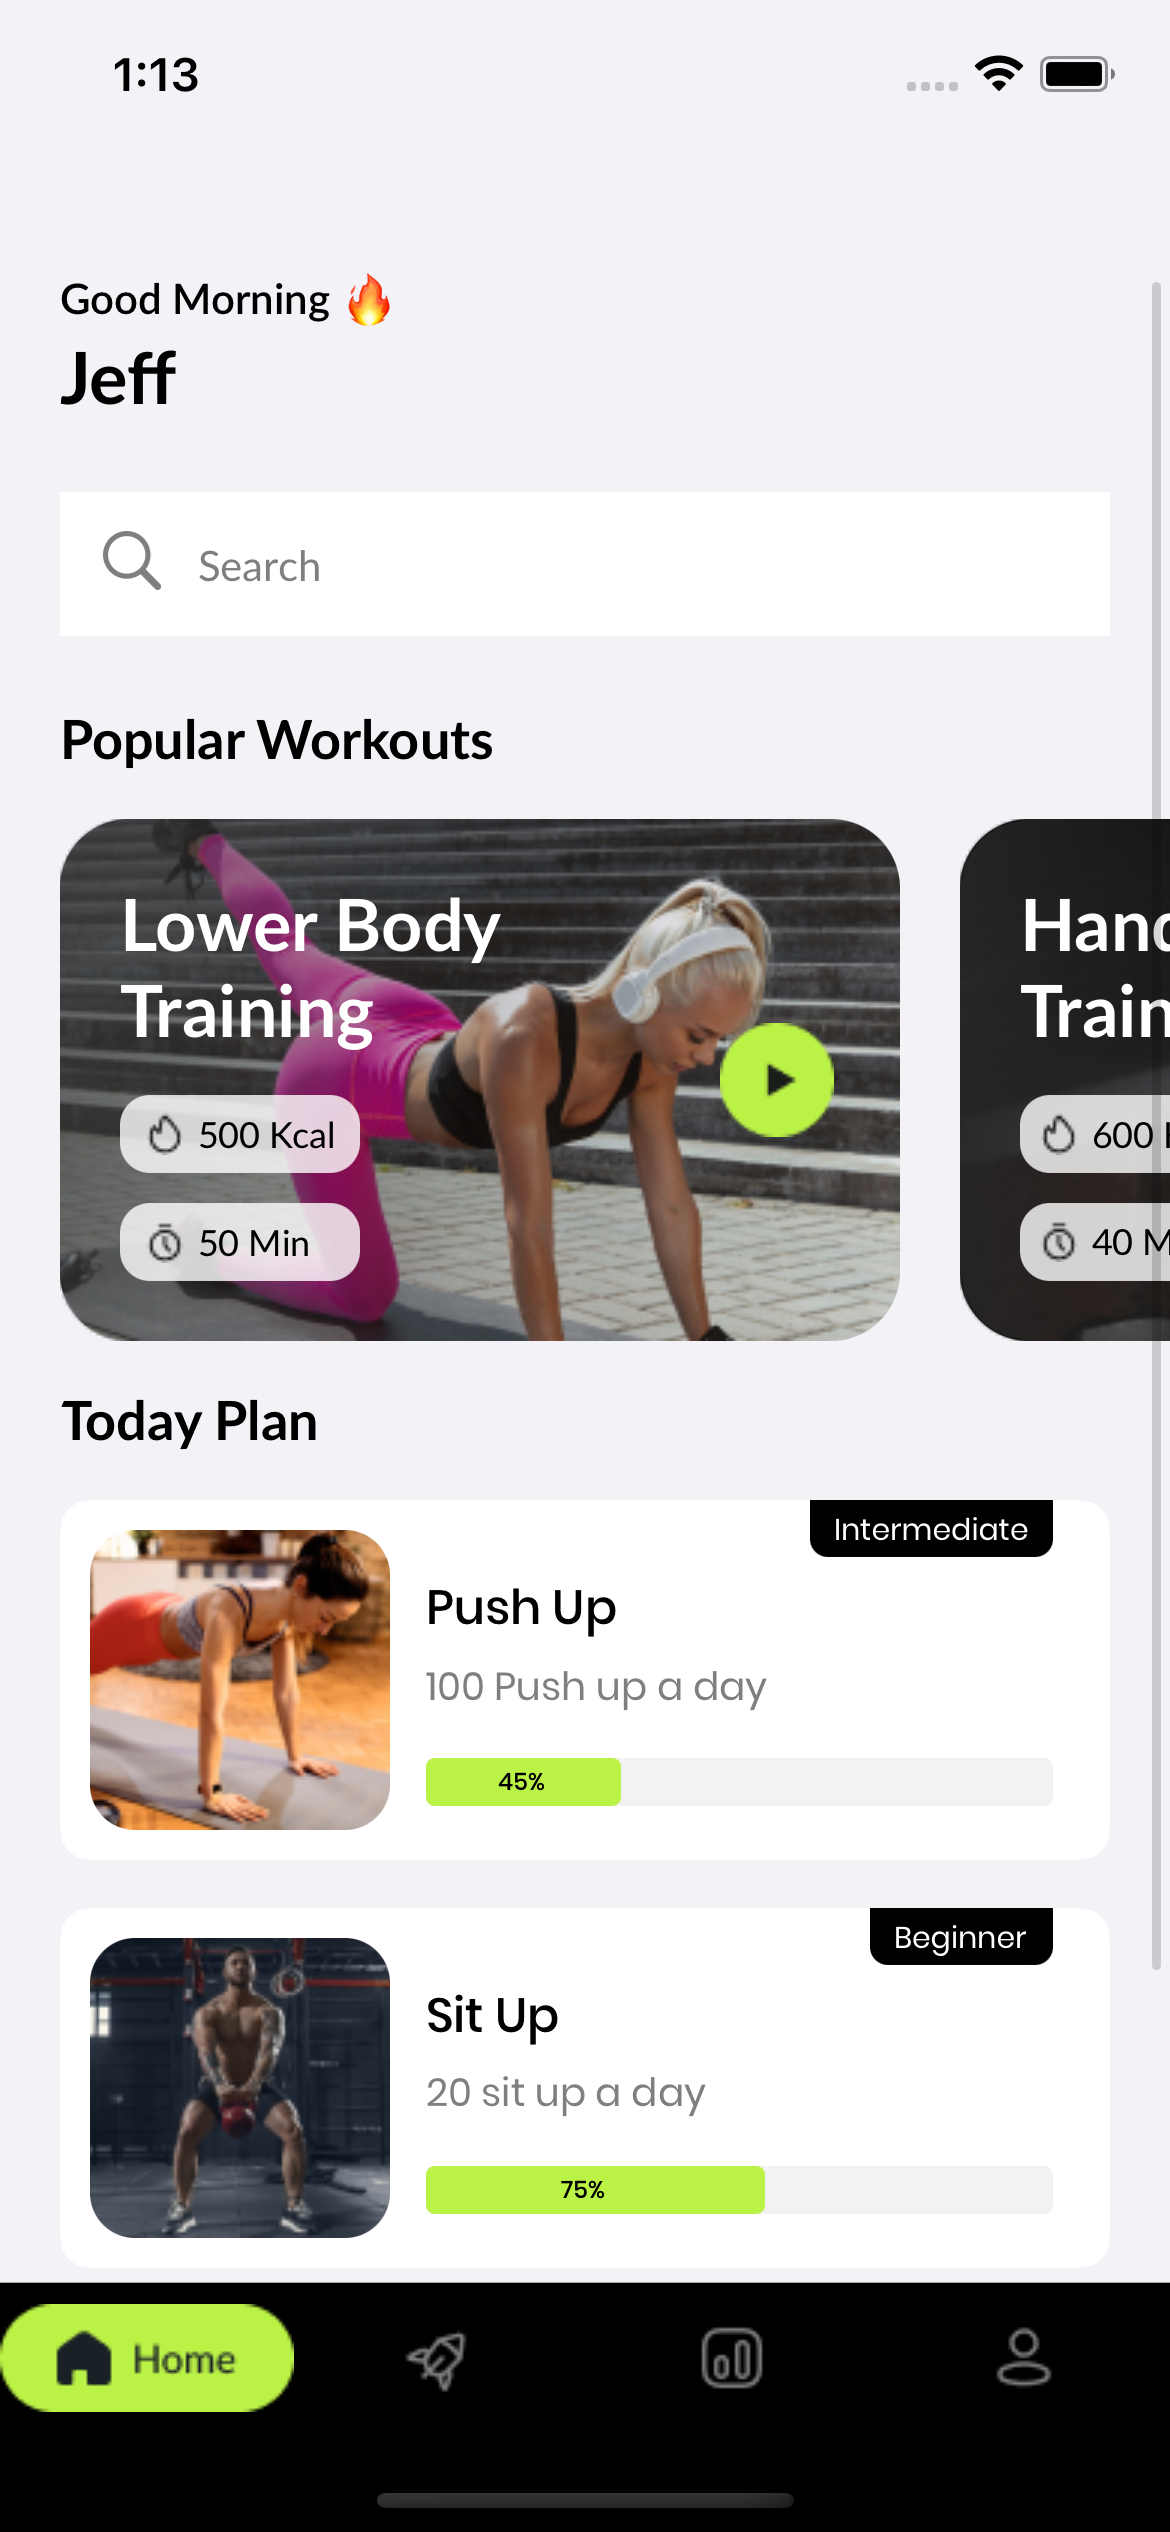 1:13
Good Morning 🔥
Jeff
Search
Popular Workouts
Lower Body
Training
500 Kcal
50 Min
Hand
Train
600
40 M
Today Plan
Intermediate
Push Up
100 Push up a day
45%
Beginner
Sit Up
20 sit up a day
75%
Home